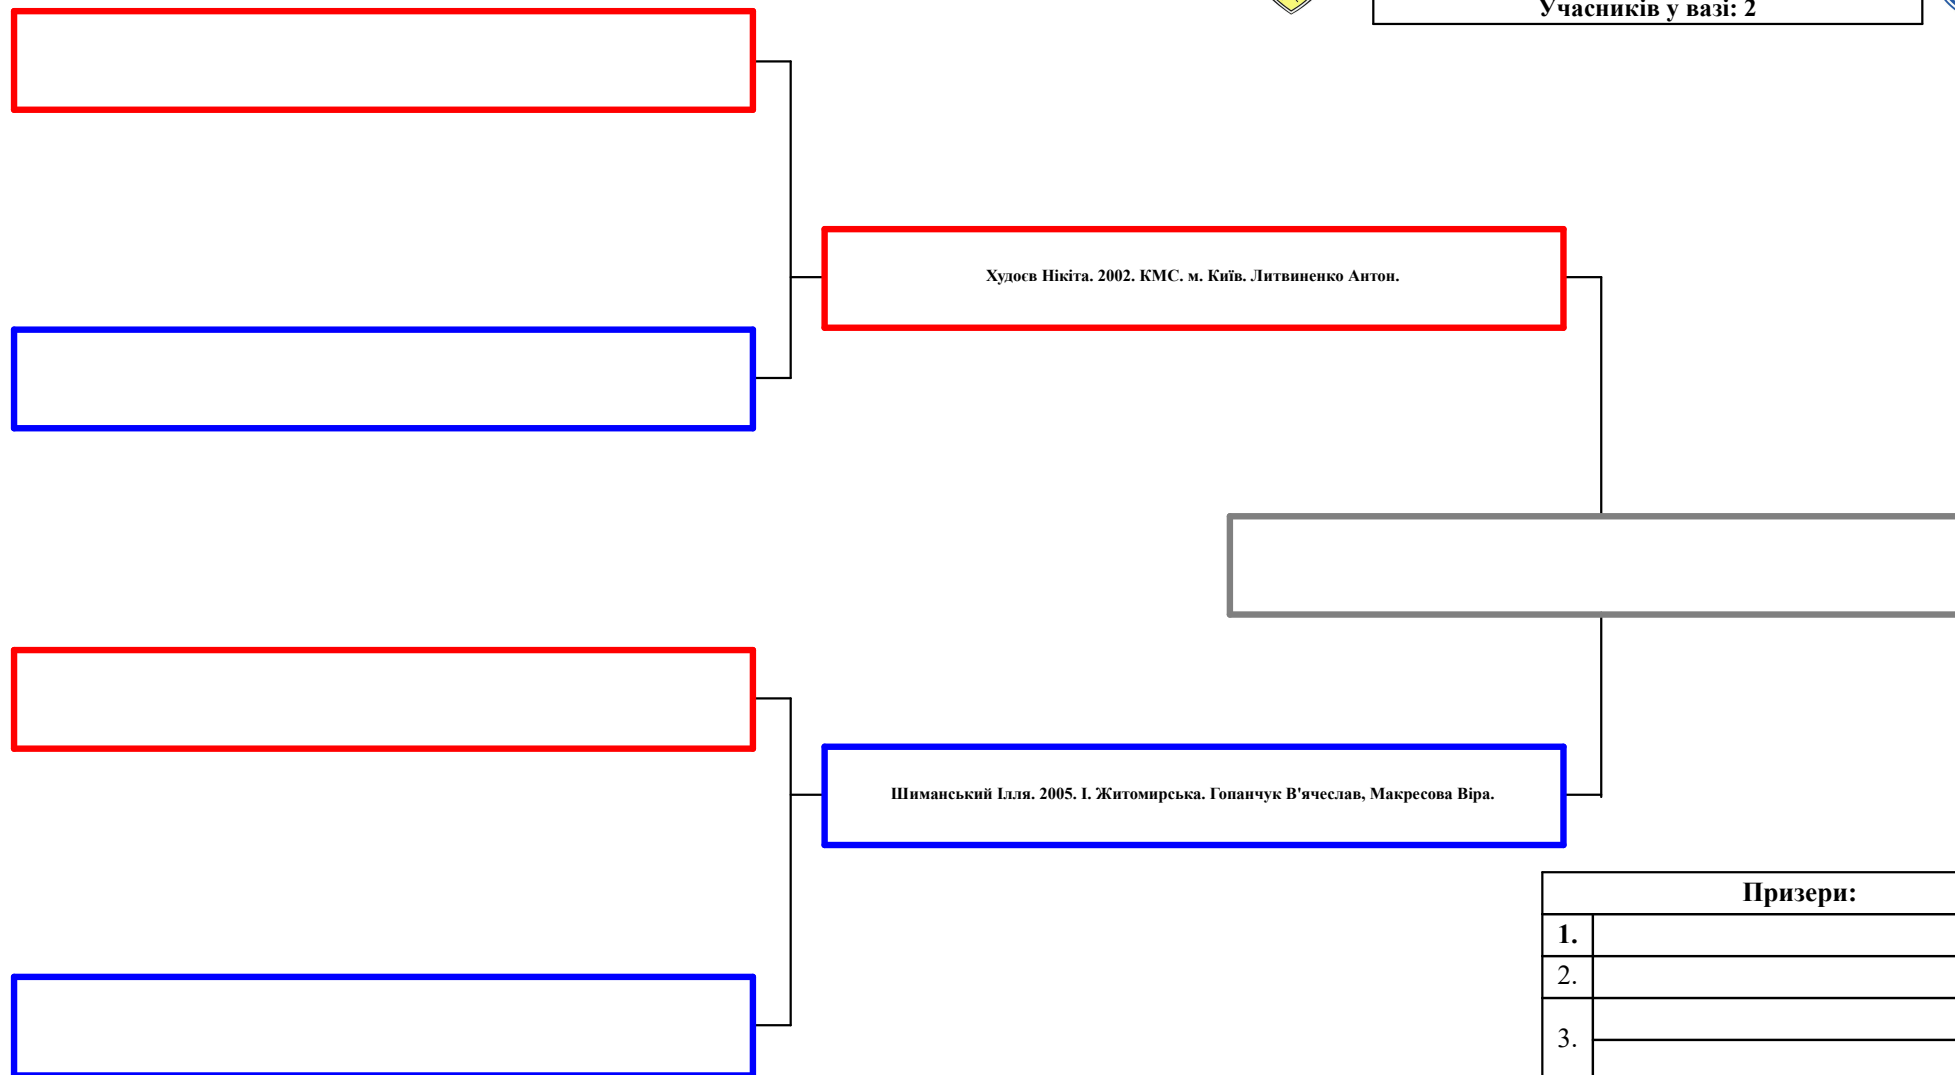 Учасників у вазі: 2
Худоєв Нікіта. 2002. КМС. м. Київ. Литвиненко Антон.
Шиманський Ілля. 2005. І. Житомирська. Гопанчук В'ячеслав, Макресова Віра.
Призери:
1.
2.
3.